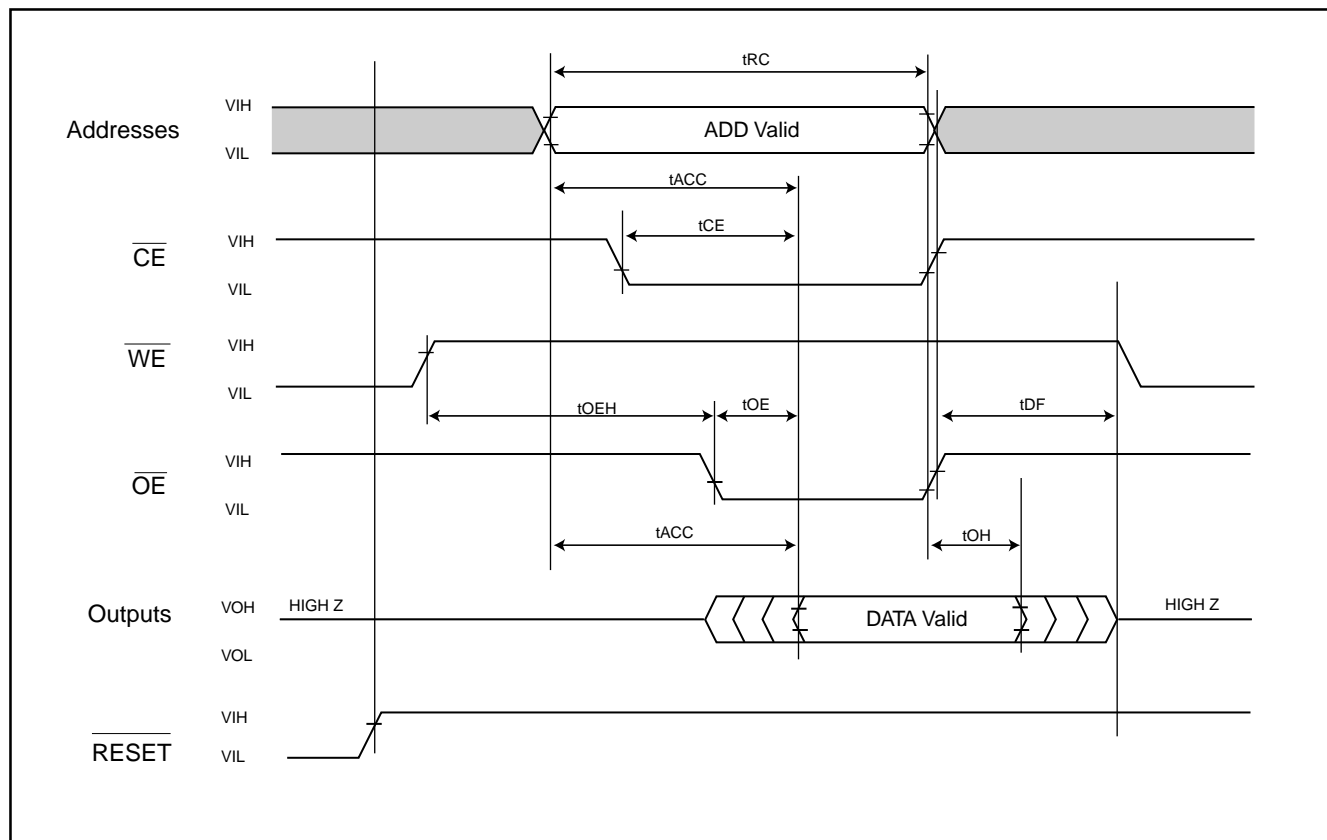 tRC
VIH
Addresses
ADD Valid
VIL
tACC
tCE
VIH
CE
VIL
VIH
WE
VIL
tOEH
tOE
tDF
VIH
OE
VIL
tACC
tOH
Outputs
VOH
HIGH Z
DATA Valid
HIGH Z
VOL
VIH
RESET
VIL